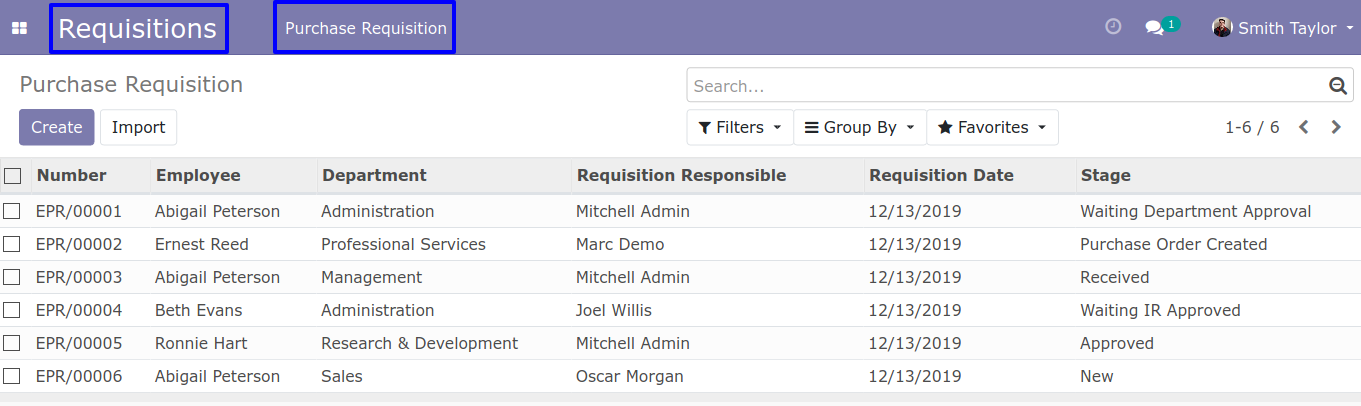 Requisitions Purchase Requisition 1 Smith Taylor
Purchase Requisition Search...
Create Import Filters Group By Favorites 1-6 / 6
Number Employee Department Requisition Responsible Requisition Date Stage
EPR/00001 Abigail Peterson Administration Mitchell Admin 12/13/2019 Waiting Department Approval
EPR/00002 Ernest Reed Professional Services Marc Demo 12/13/2019 Purchase Order Created
EPR/00003 Abigail Peterson Management Mitchell Admin 12/13/2019 Received
EPR/00004 Beth Evans Administration Joel Willis 12/13/2019 Waiting IR Approved
EPR/00005 Ronnie Hart Research & Development Mitchell Admin 12/13/2019 Approved
EPR/00006 Abigail Peterson Sales Oscar Morgan 12/13/2019 New